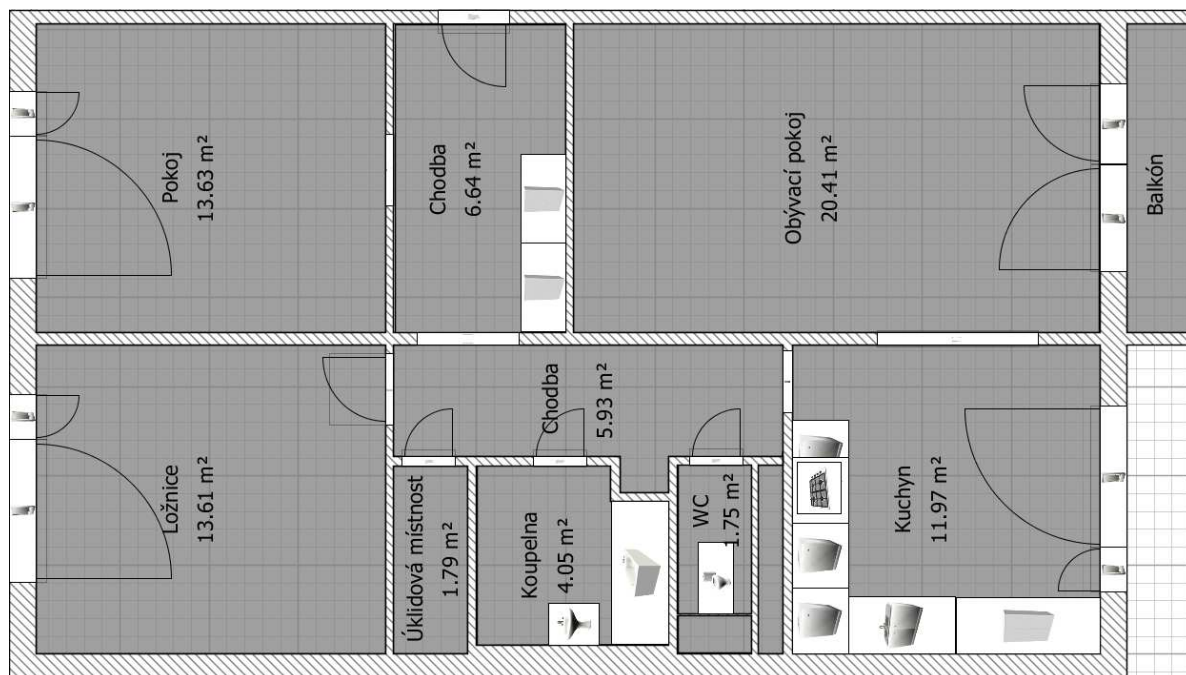 Pokoj
13.63 m²
Chodba
6.64 m²
Obývací pokoj
20.41 m²
Balkón
Ložnice
13.61 m²
Úklidová místnost
1.79 m²
Koupelna
4.05 m²
Chodba
5.93 m²
WC
1.75 m²
Kuchyn
11.97 m²